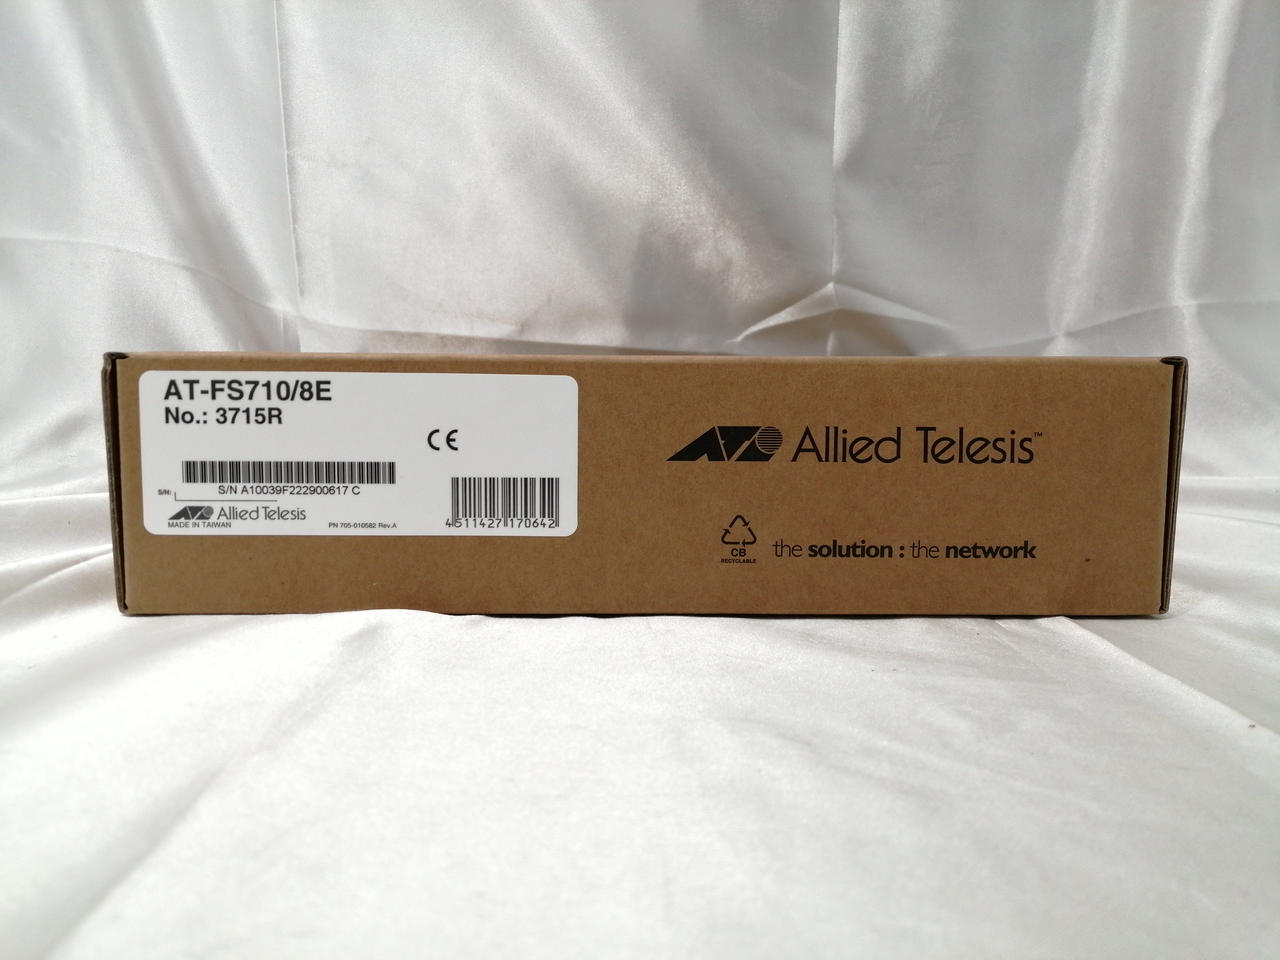 AT-FS710/8E
No.: 3715R
CE
S/N:
S/N A10039F222900617 C
Allied Telesis
MADE IN TAIWAN
PN 705-010582 Rev.A
4511427170642
Allied Telesis™
CB
RECYCLABLE
the solution : the network